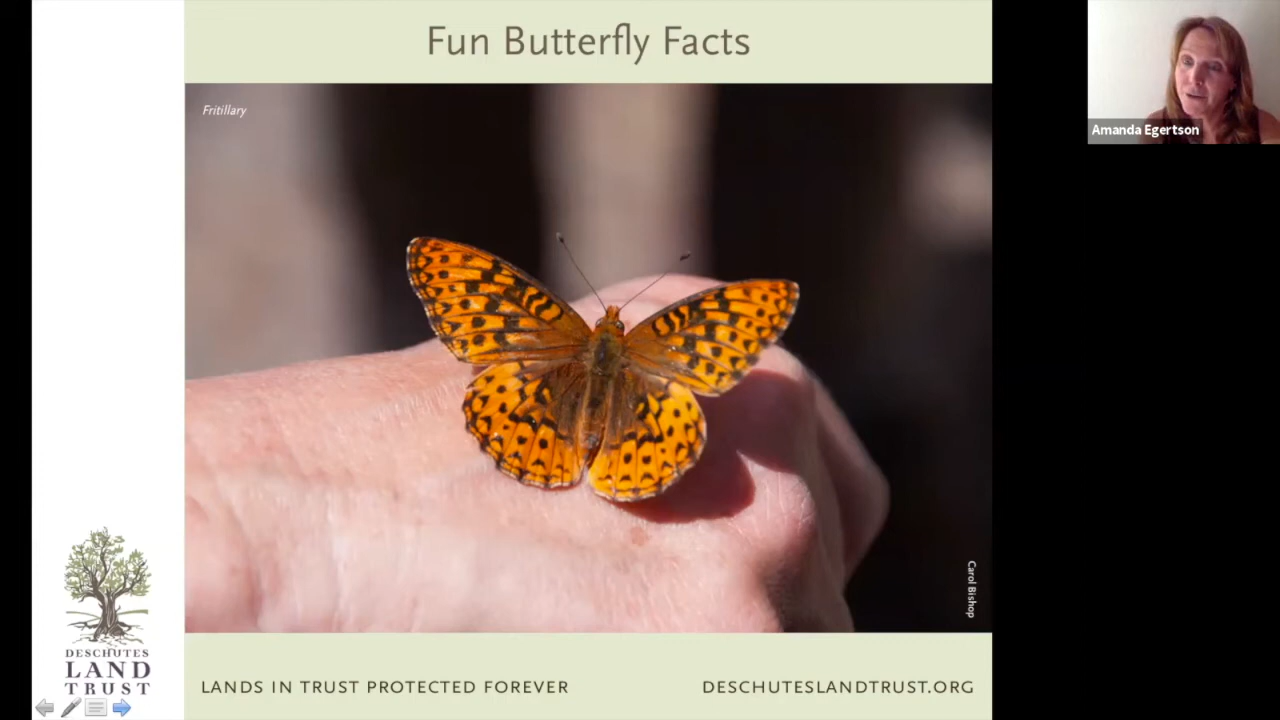 Fun Butterfly Facts
Fritillary
Amanda Egertson
Carol Bishop
DESCHUTES
LAND
TRUST
LANDS IN TRUST PROTECTED FOREVER
DESCHUTESLANDTRUST.ORG